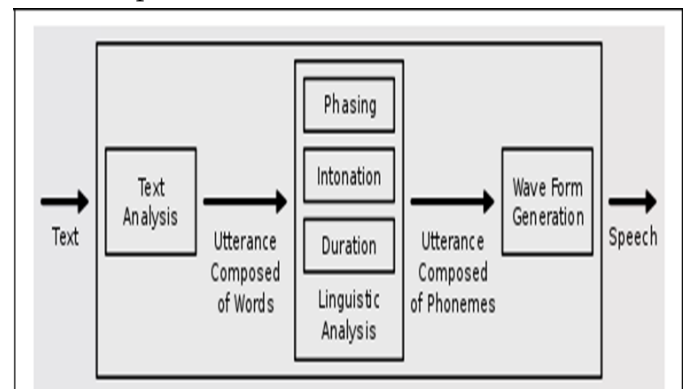 Text
Text
Analysis
Utterance
Composed
of Words
Phasing
Intonation
Duration
Linguistic
Analysis
Utterance
Composed
of Phonemes
Wave Form
Generation
Speech